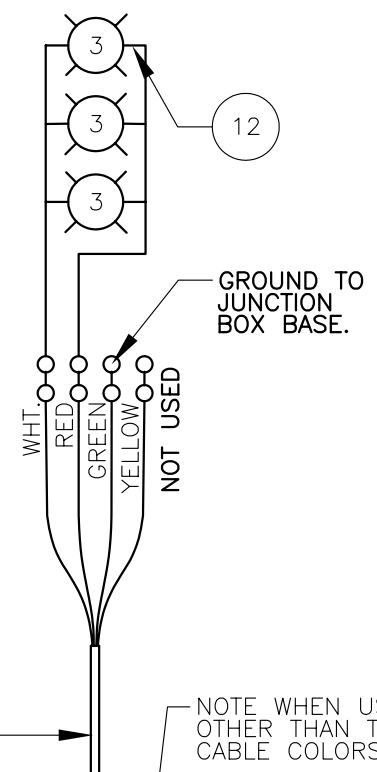 3
12
3
3
GROUND TO
JUNCTION
BOX BASE.
WHT.
RED
GREEN
YELLOW
NOT USED
NOTE WHEN
OTHER THAN
CABLE COLORS